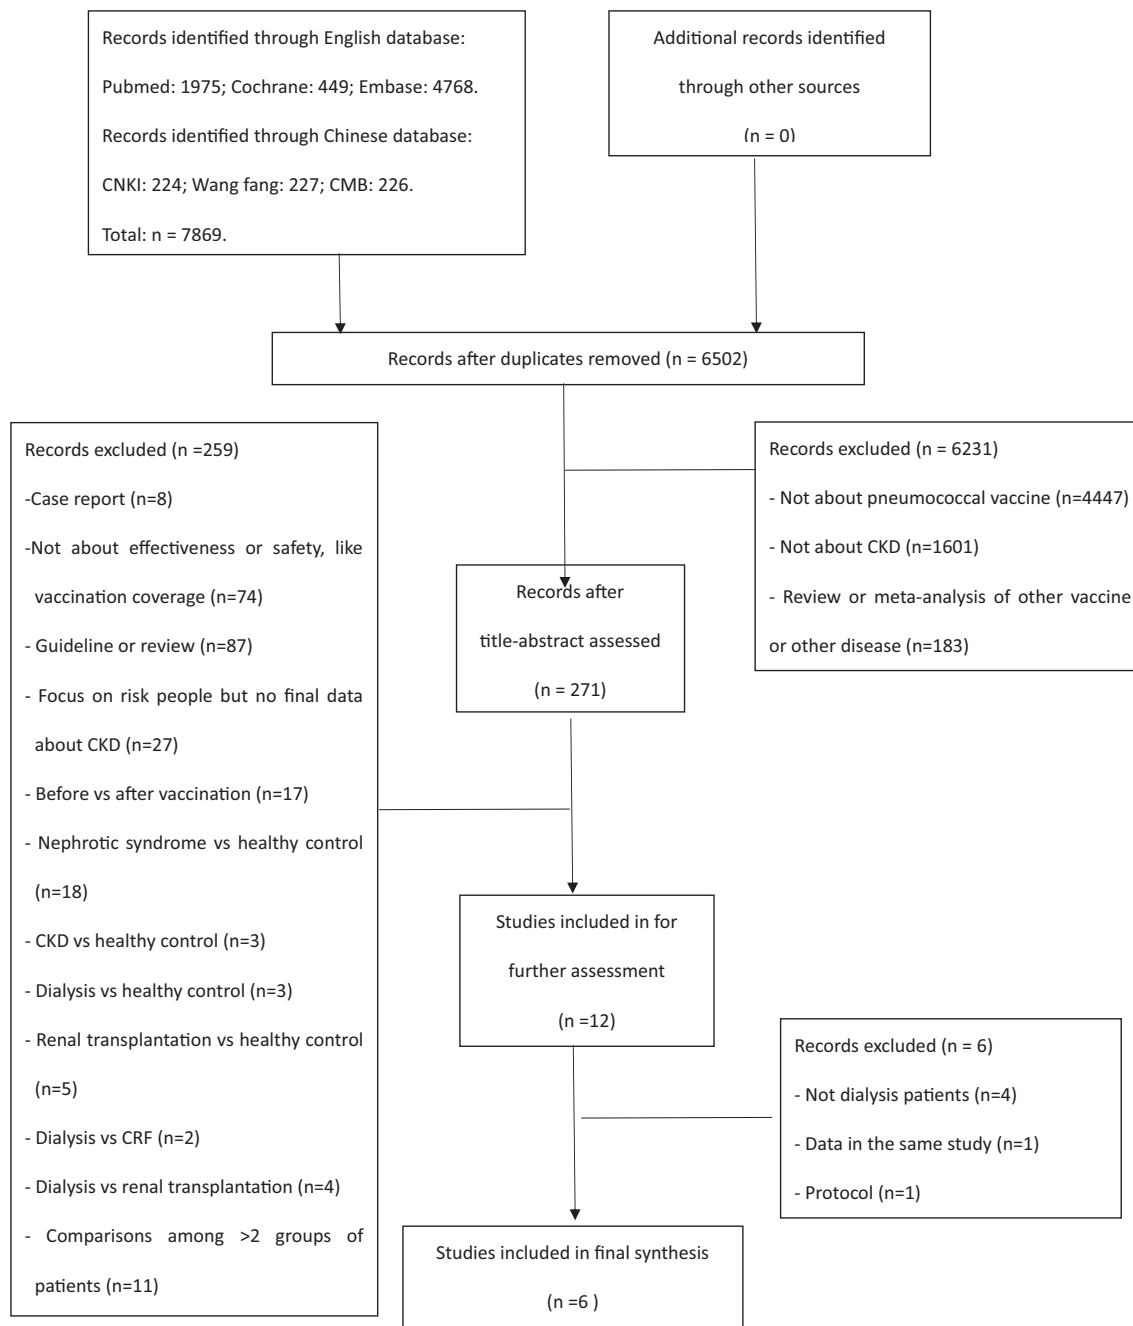 Records identified through English database:
Pubmed: 1975; Cochrane: 449; Embase: 4768.
Records identified through Chinese database:
CNKI: 224; Wang fang: 227; CMB: 226.
Total: n = 7869.
Additional records identified
through other sources
(n = 0)
Records after duplicates removed (n = 6502)
Records excluded (n =259)
-Case report (n=8)
-Not about effectiveness or safety, like
vaccination coverage (n=74)
- Guideline or review (n=87)
- Focus on risk people but no final data
about CKD (n=27)
- Before vs after vaccination (n=17)
- Nephrotic syndrome vs healthy control
(n=18)
- CKD vs healthy control (n=3)
- Dialysis vs healthy control (n=3)
- Renal transplantation vs healthy control
(n=5)
- Dialysis vs CRF (n=2)
- Dialysis vs renal transplantation (n=4)
- Comparisons among >2 groups of
patients (n=11)
Records excluded (n = 6231)
- Not about pneumococcal vaccine (n=4447)
- Not about CKD (n=1601)
- Review or meta-analysis of other vaccine
or other disease (n=183)
Records after
title-abstract assessed
(n = 271)
Studies included in for
further assessment
(n =12)
Records excluded (n = 6)
- Not dialysis patients (n=4)
- Data in the same study (n=1)
- Protocol (n=1)
Studies included in final synthesis
(n =6 )